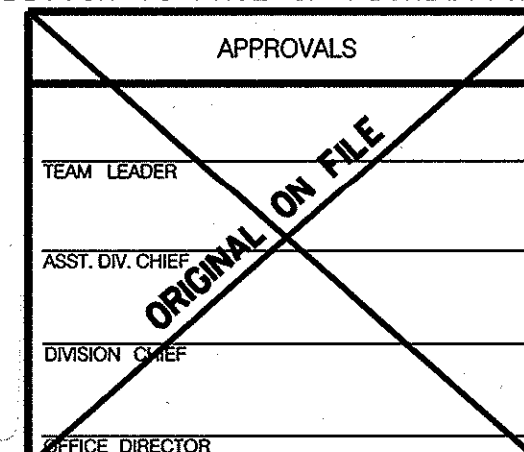 APPROVALS
TEAM LEADER
ORIGINAL ON FILE
ASST. DIV. CHIEF
DIVISION CHIEF
OFFICE DIRECTOR